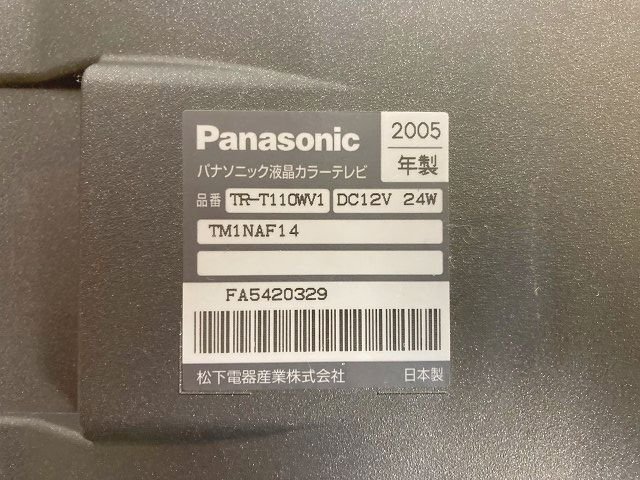 Panasonic 2005
パナソニック液晶カラーテレビ 年製
品番 TR-T110WV1 DC12V 24W
TM1NAF14
FA5420329
松下電器産業株式会社 日本製